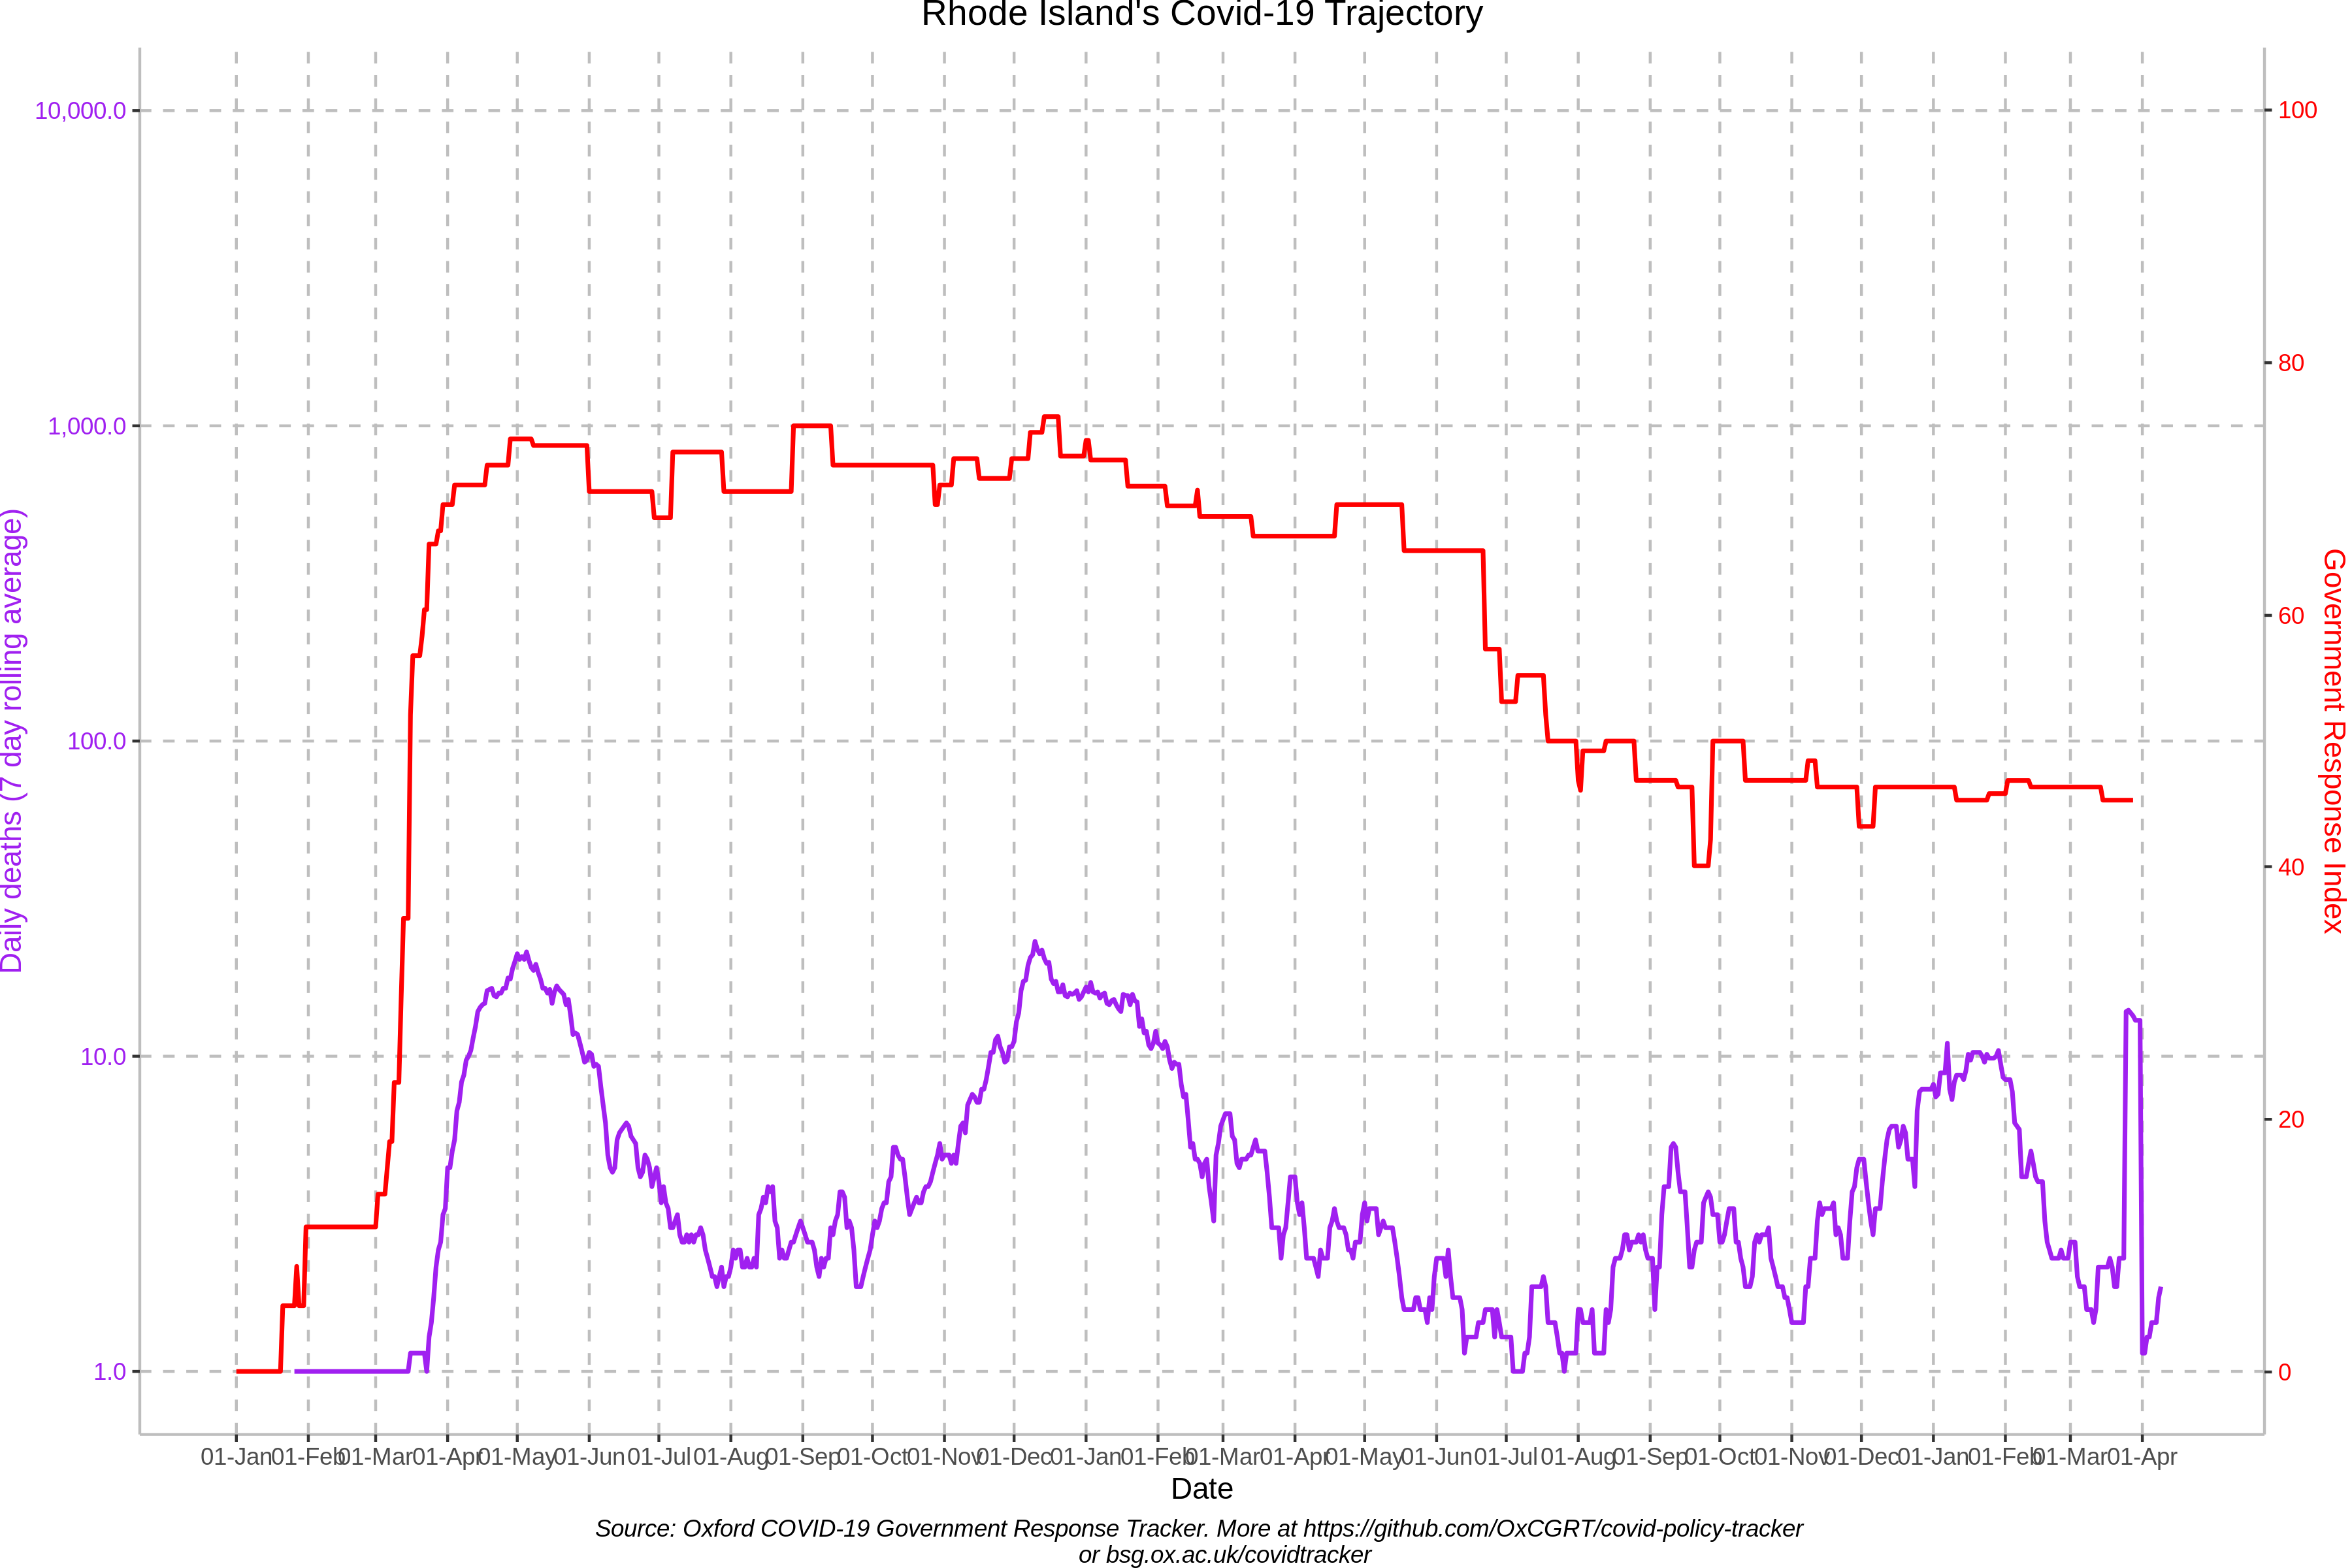 Rhode Island's Covid-19 Trajectory
10,000.0
1,000.0
100.0
10.0
1.0
Daily deaths (7 day rolling average)
100
80
60
40
20
0
Government Response Index
01-Jan 01-Feb 01-Mar 01-Apr 01-May 01-Jun 01-Jul 01-Aug 01-Sep 01-Oct 01-Nov 01-Dec 01-Jan 01-Feb 01-Mar 01-Apr 01-May 01-Jun 01-Jul 01-Aug 01-Sep 01-Oct 01-Nov 01-Dec 01-Jan 01-Feb 01-Mar 01-Apr
Date
Source: Oxford COVID-19 Government Response Tracker. More at https://github.com/OxCGRT/covid-policy-tracker
or bsg.ox.ac.uk/covidtracker